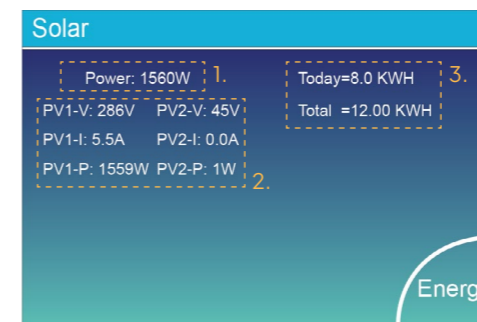 Solar
Power: 1560W
1.
Today=8.0 KWH
3.
Total =12.00 KWH
PV1-V: 286V PV2-V: 45V
PV1-I: 5.5A PV2-I: 0.0A
PV1-P: 1559W PV2-P: 1W
2.
Energ